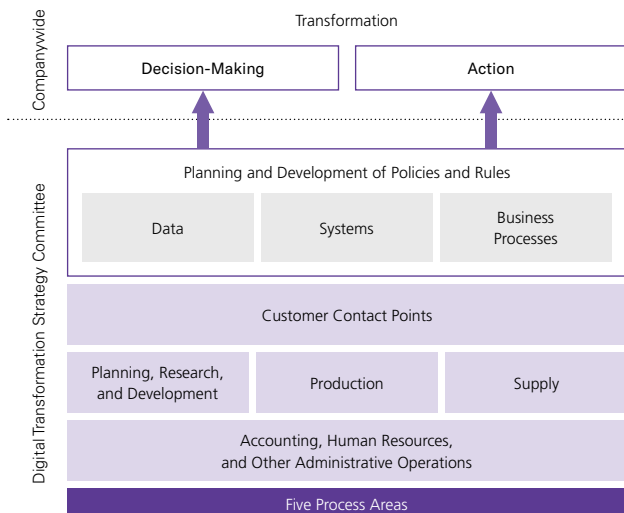 Companywide
Transformation
Decision-Making
Action
Digital Transformation Strategy Committee
Planning and Development of Policies and Rules
Data
Systems
Business
Processes
Customer Contact Points
Planning, Research,
and Development
Production
Supply
Accounting, Human Resources,
and Other Administrative Operations
Five Process Areas